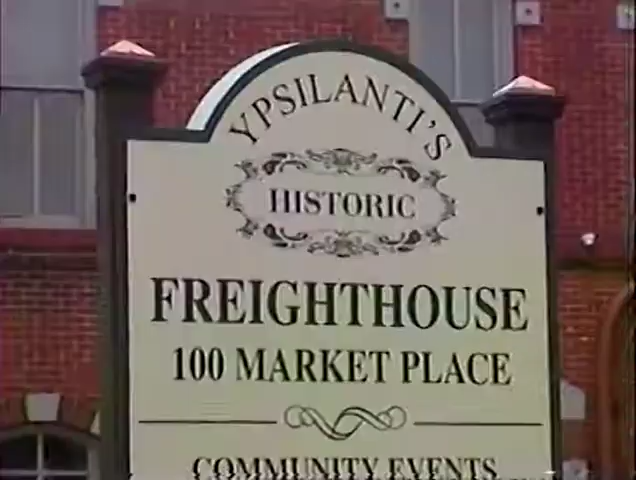 YPSILANTI'S
HISTORIC
FREIGHTHOUSE
100 MARKET PLACE
COMMUNITY EVENTS